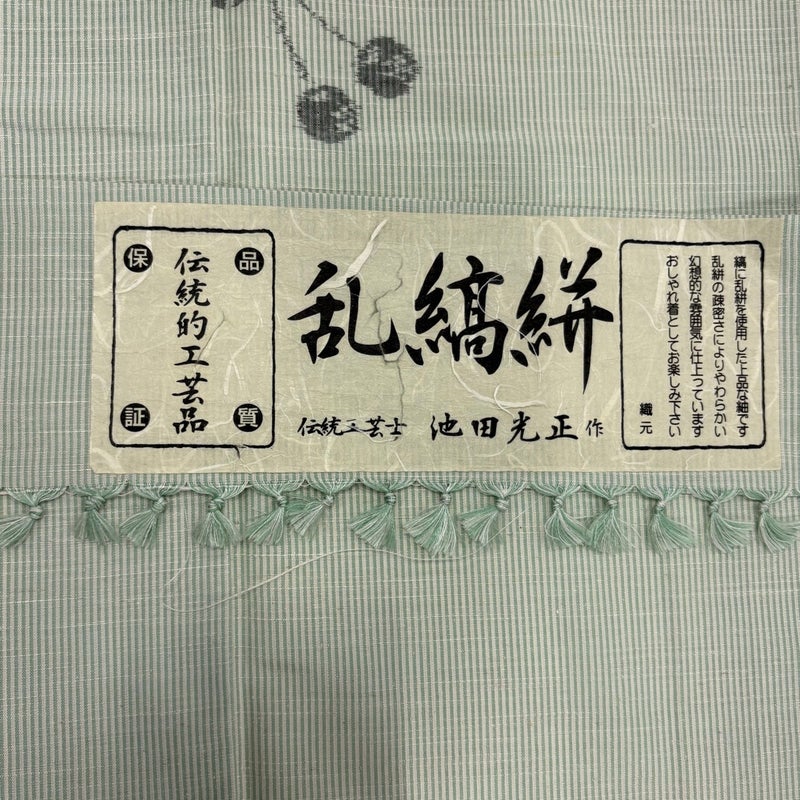 品質保証
伝統的工芸品
乱縞絣
伝統工芸士 池田光正作
縞に乱絣を使用した上品な紬です
乱絣の疎密さによりやわらかい
幻想的な雰囲気に仕上っています
おしゃれ着としてお楽しみ下さい
織元